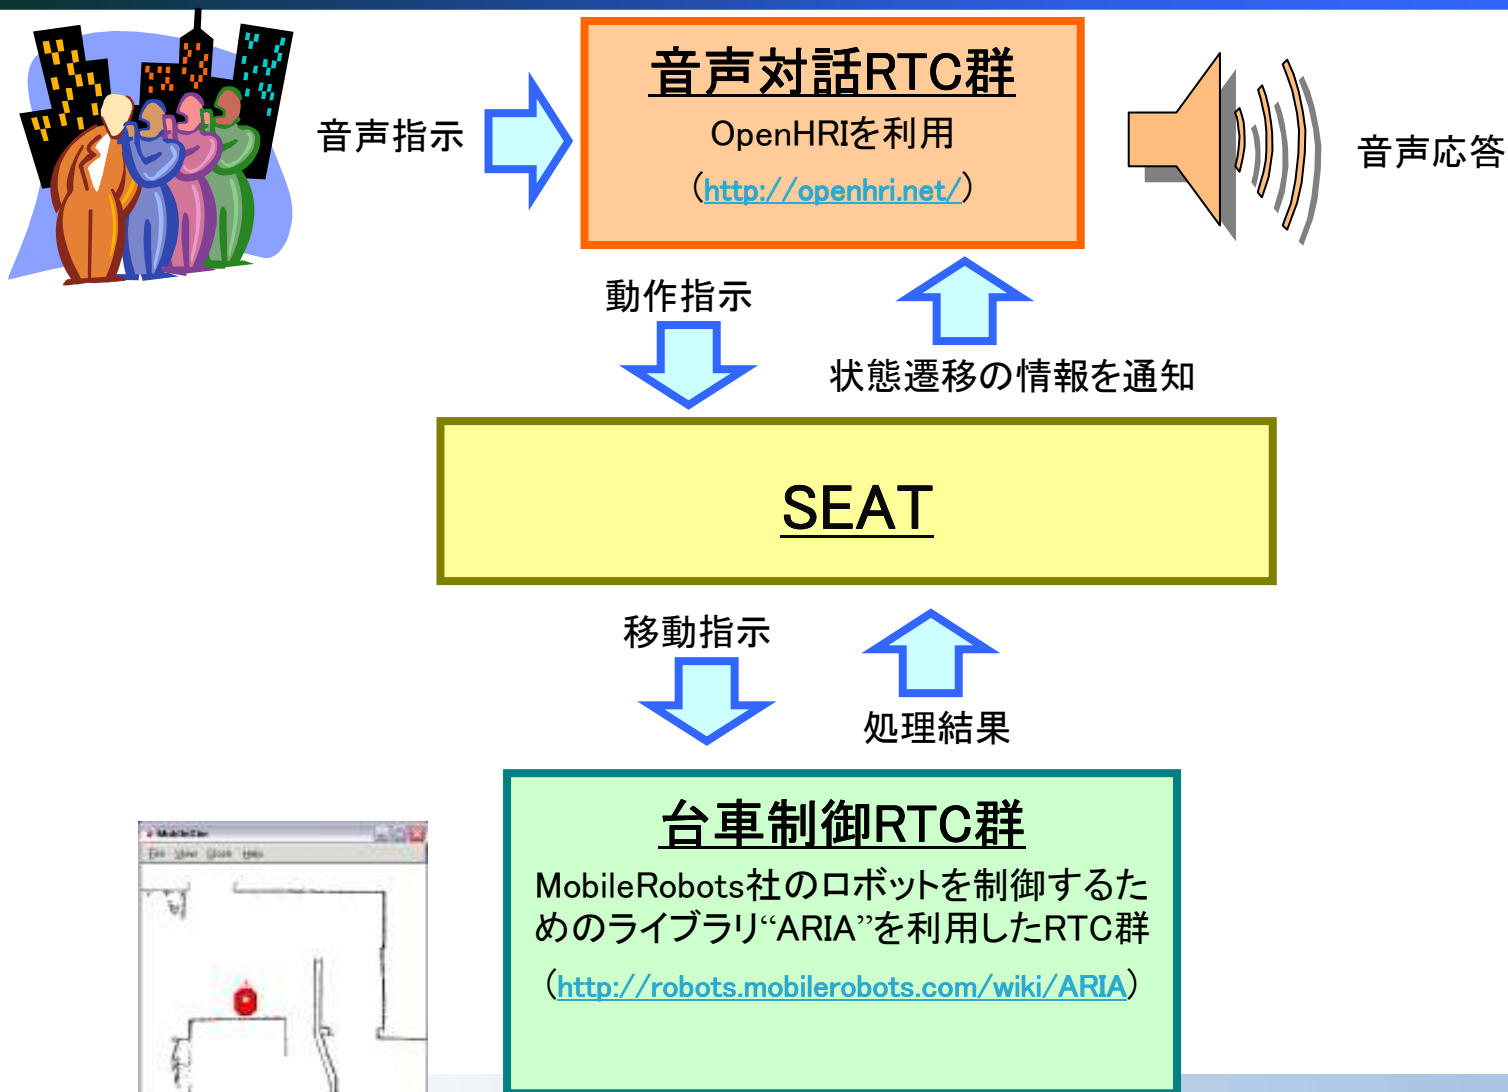 音声対話RTC群
OpenHRIを利用
(http://openhri.net/)
音声指示
音声応答
動作指示
状態遷移の情報を通知
SEAT
移動指示
処理結果
台車制御RTC群
MobileRobots社のロボットを制御するた
めのライブラリ“ARIA”を利用したRTC群
(http://robots.mobilerobots.com/wiki/ARIA)
MobileSim
File View Clock Help